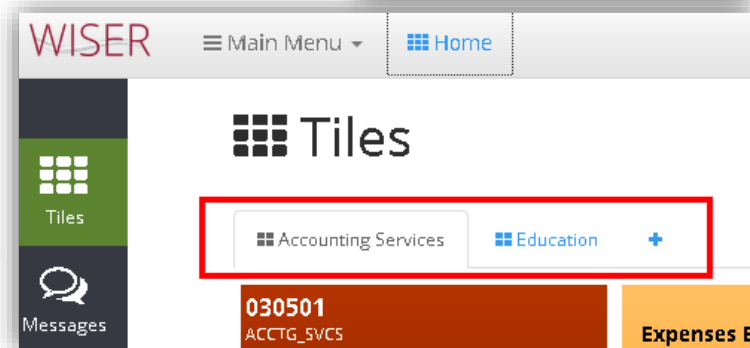 WISER Main Menu Home
Tiles
Tiles
Accounting Services Education +
Messages
030501
ACCTG_SVCS
Expenses